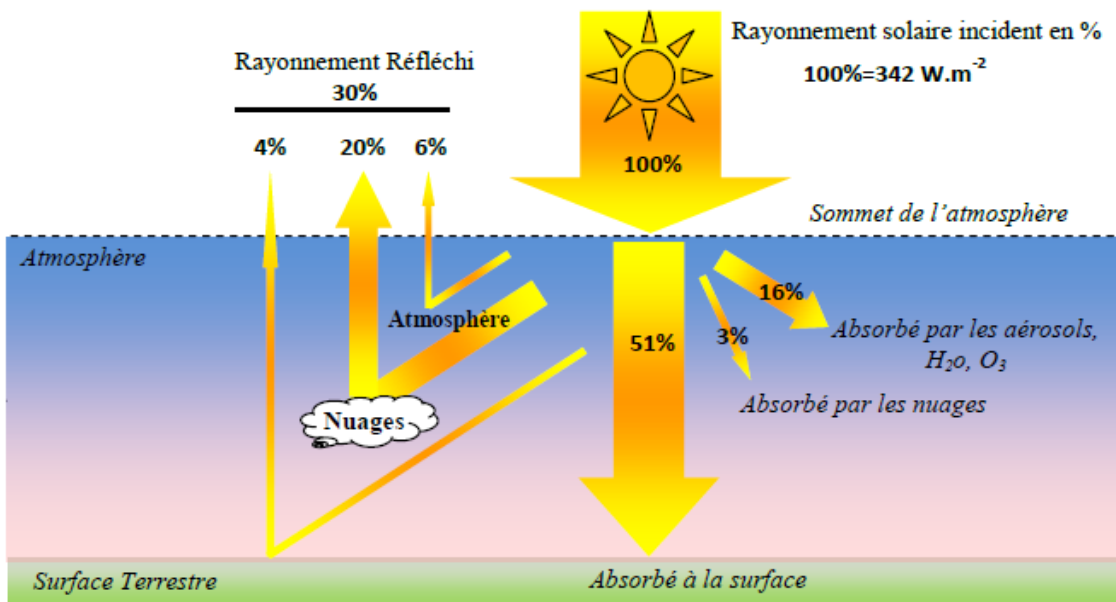 Rayonnement solaire incident en %
100%=342 W.m-2
Rayonnement Réfléchi
30%
4% 20% 6%
100%
Sommet de l'atmosphère
Atmosphère
16%
Atmosphère
3%
51%
Absorbé par les aérosols,
H2o, O3
Absorbé par les nuages
Nuages
Surface Terrestre
Absorbé à la surface